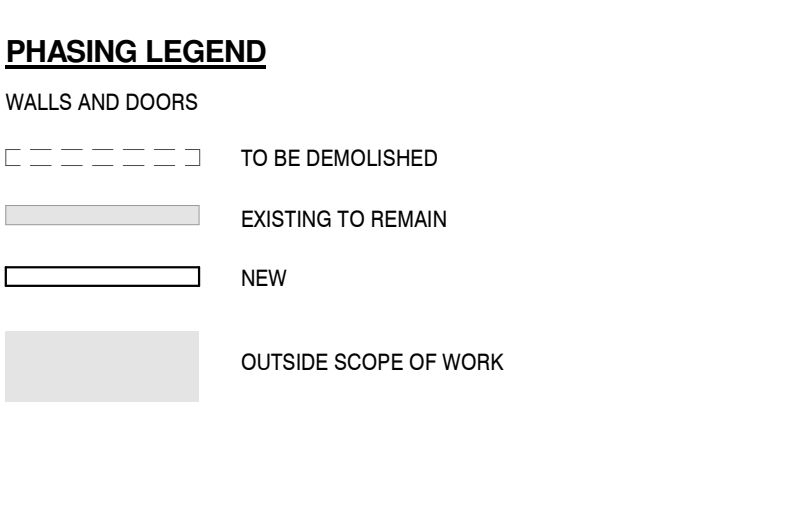 PHASING LEGEND
WALLS AND DOORS
TO BE DEMOLISHED
EXISTING TO REMAIN
NEW
OUTSIDE SCOPE OF WORK